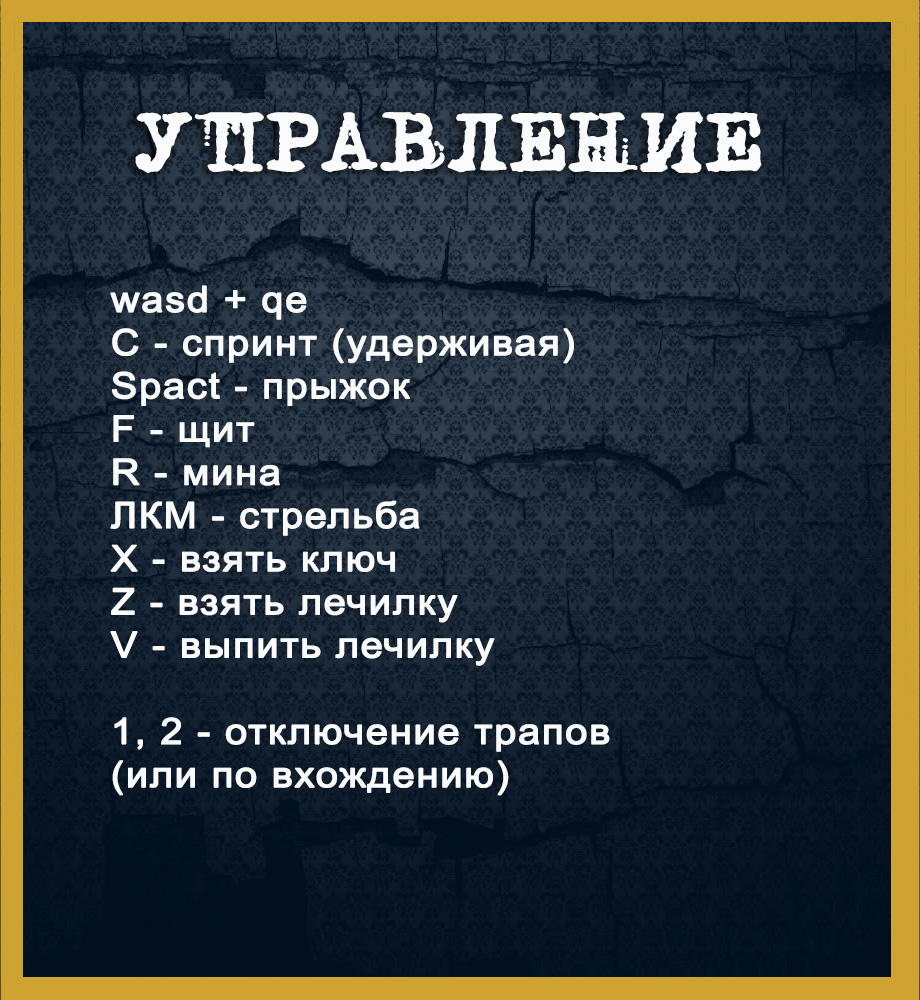 УПРАВЛЕНИЕ
wasd + qe
C - спринт (удерживая)
Spact - прыжок
F - щит
R - мина
ЛКМ - стрельба
X - взять ключ
Z - взять лечилку
V - выпить лечилку
1, 2 - отключение трапов
(или по вхождению)